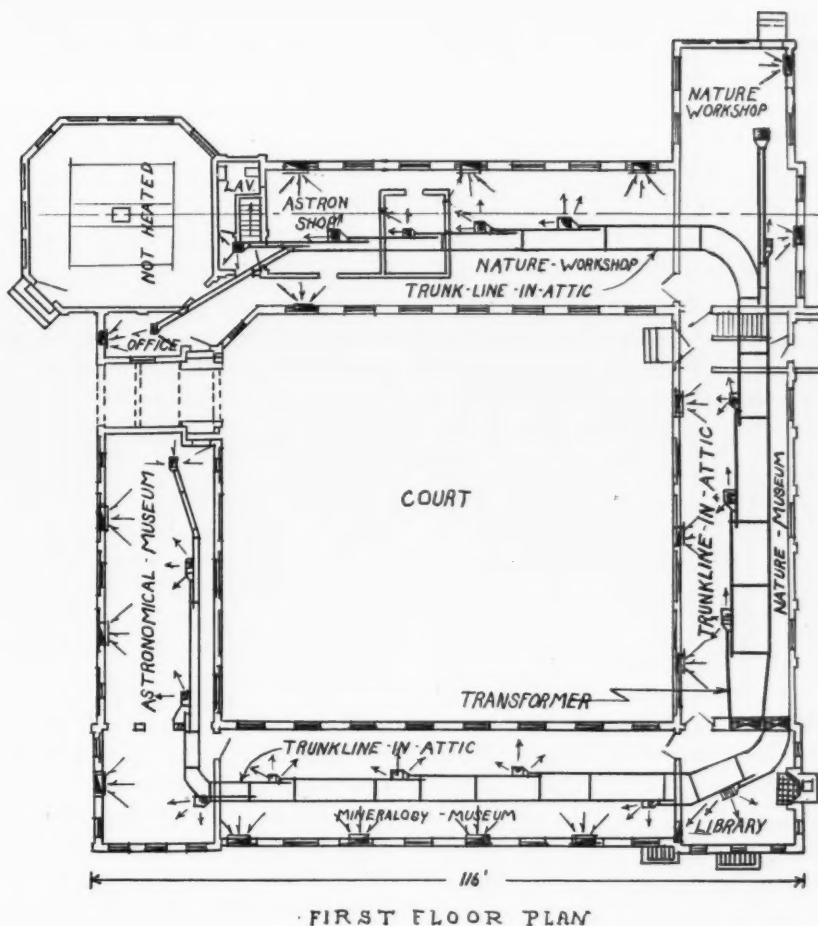 NATURE
WORKSHOP
NOT HEATED
LAV.
ASTRON
SHOP
NATURE-WORKSHOP
TRUNK-LINE-IN-ATTIC
OFFICE
ASTRONOMICAL-MUSEUM
COURT
TRUNKLINE-IN-ATTIC
NATURE-MUSEUM
TRANSFORMER
TRUNKLINE-IN-ATTIC
MINERALOGY-MUSEUM
LIBRARY
116'
FIRST FLOOR PLAN